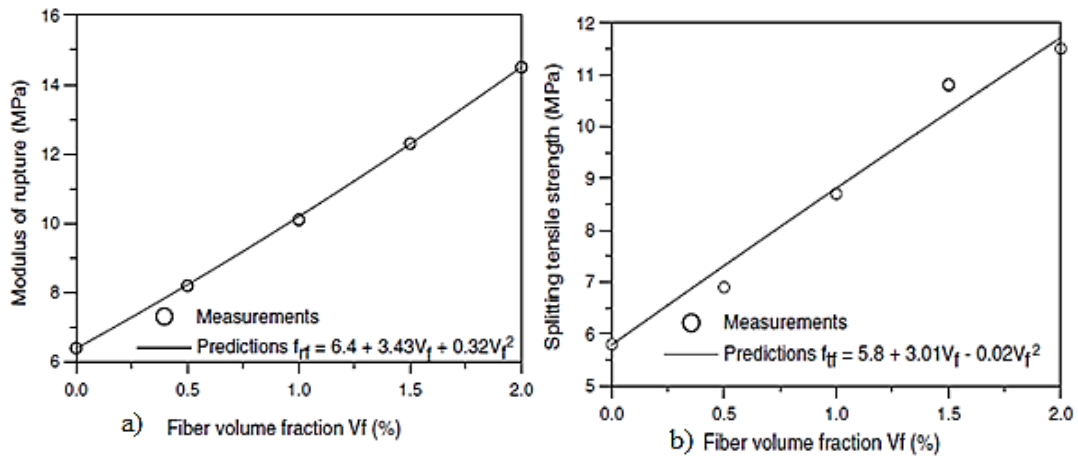 16
14
12
10
8
6
Modulus of rupture (MPa)
Measurements
Predictions f_rf = 6.4 + 3.43V_f + 0.32V_f^2
0.0 0.5 1.0 1.5 2.0
a) Fiber volume fraction Vf (%)
12
11
10
9
8
7
6
5
Splitting tensile strength (MPa)
Measurements
Predictions f_tf = 5.8 + 3.01V_f - 0.02V_f^2
0.0 0.5 1.0 1.5 2.0
b) Fiber volume fraction Vf (%)